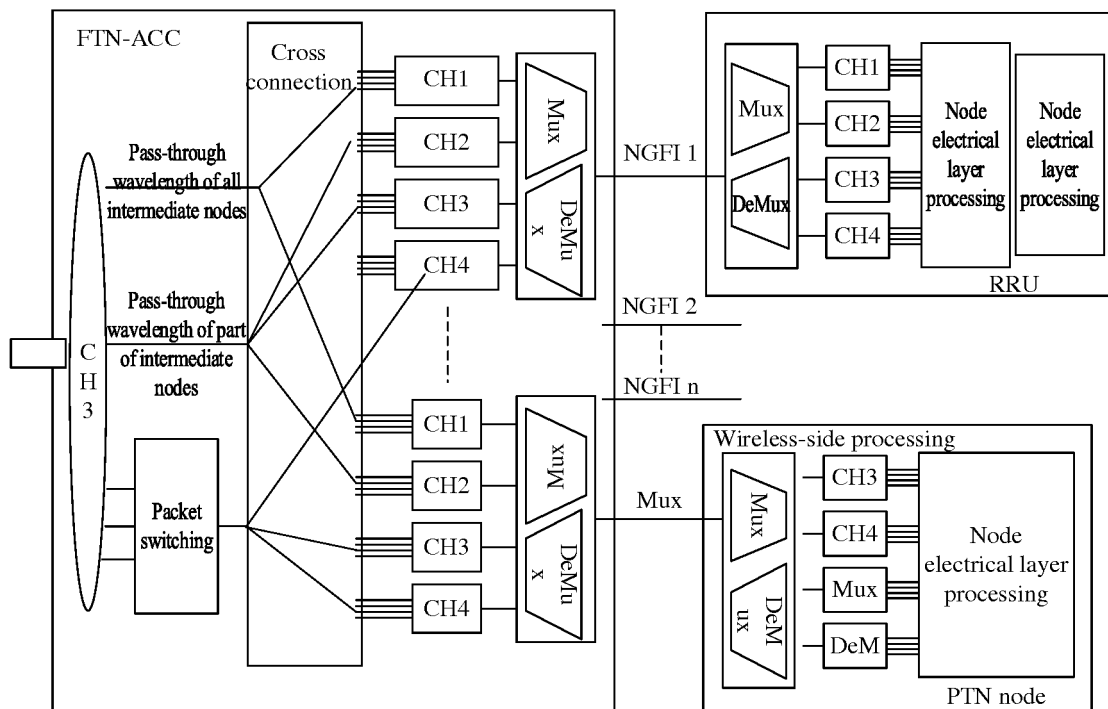 FTN-ACC
Cross
connection
CH1
CH2
CH3
CH4
Mux
DeMu
x
Pass-through
wavelength of all
intermediate nodes
Pass-through
wavelength of part
of intermediate
nodes
C
H
3
Packet
switching
CH1
CH2
CH3
CH4
Mux
DeMu
x
NGFI 1
NGFI 2
NGFI n
Mux
Mux
DeMux
CH1
CH2
CH3
CH4
Node
electrical
layer
processing
Node
electrical
layer
processing
RRU
Wireless-side processing
Mux
DeM
ux
CH3
CH4
Mux
DeM
Node
electrical layer
processing
PTN node